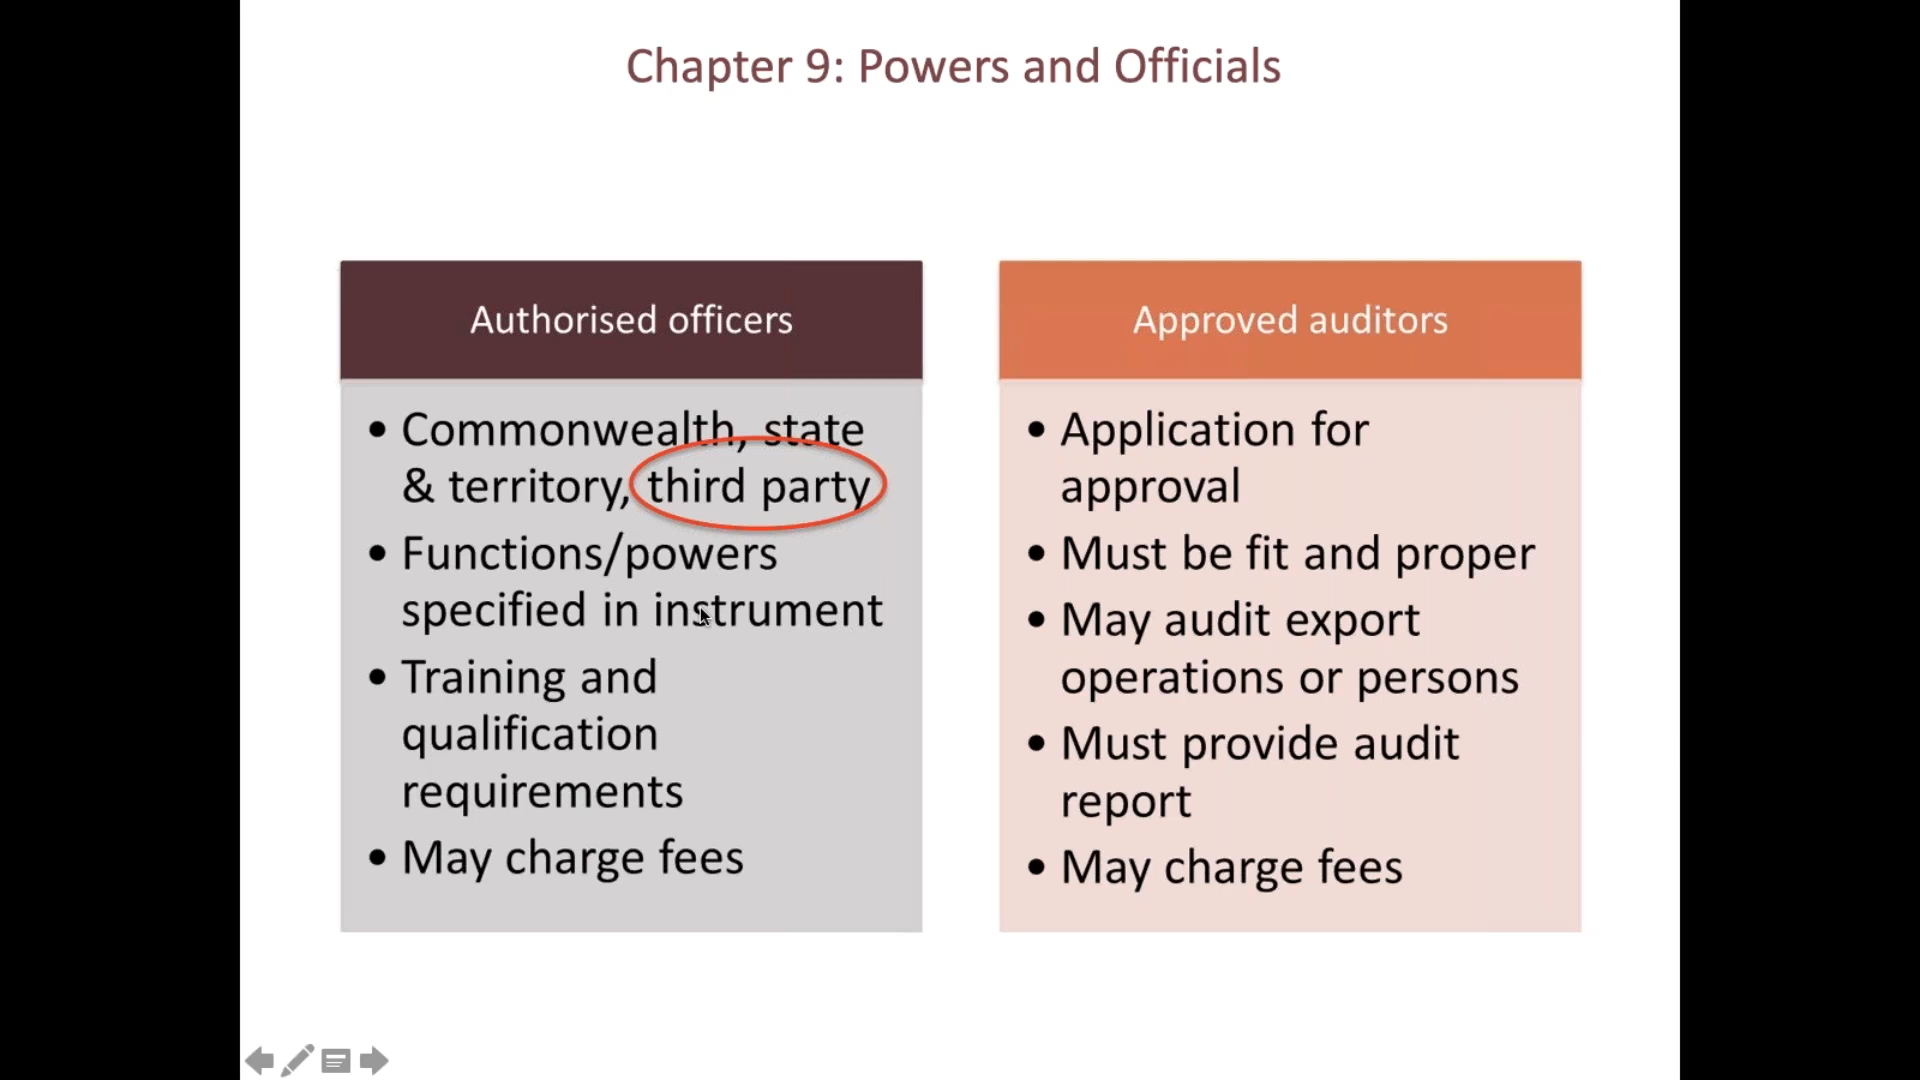 Chapter 9: Powers and Officials
Authorised officers
• Commonwealth, state
& territory, third party
• Functions/powers
specified in instrument
• Training and
qualification
requirements
• May charge fees
Approved auditors
• Application for
approval
• Must be fit and proper
• May audit export
operations or persons
• Must provide audit
report
• May charge fees